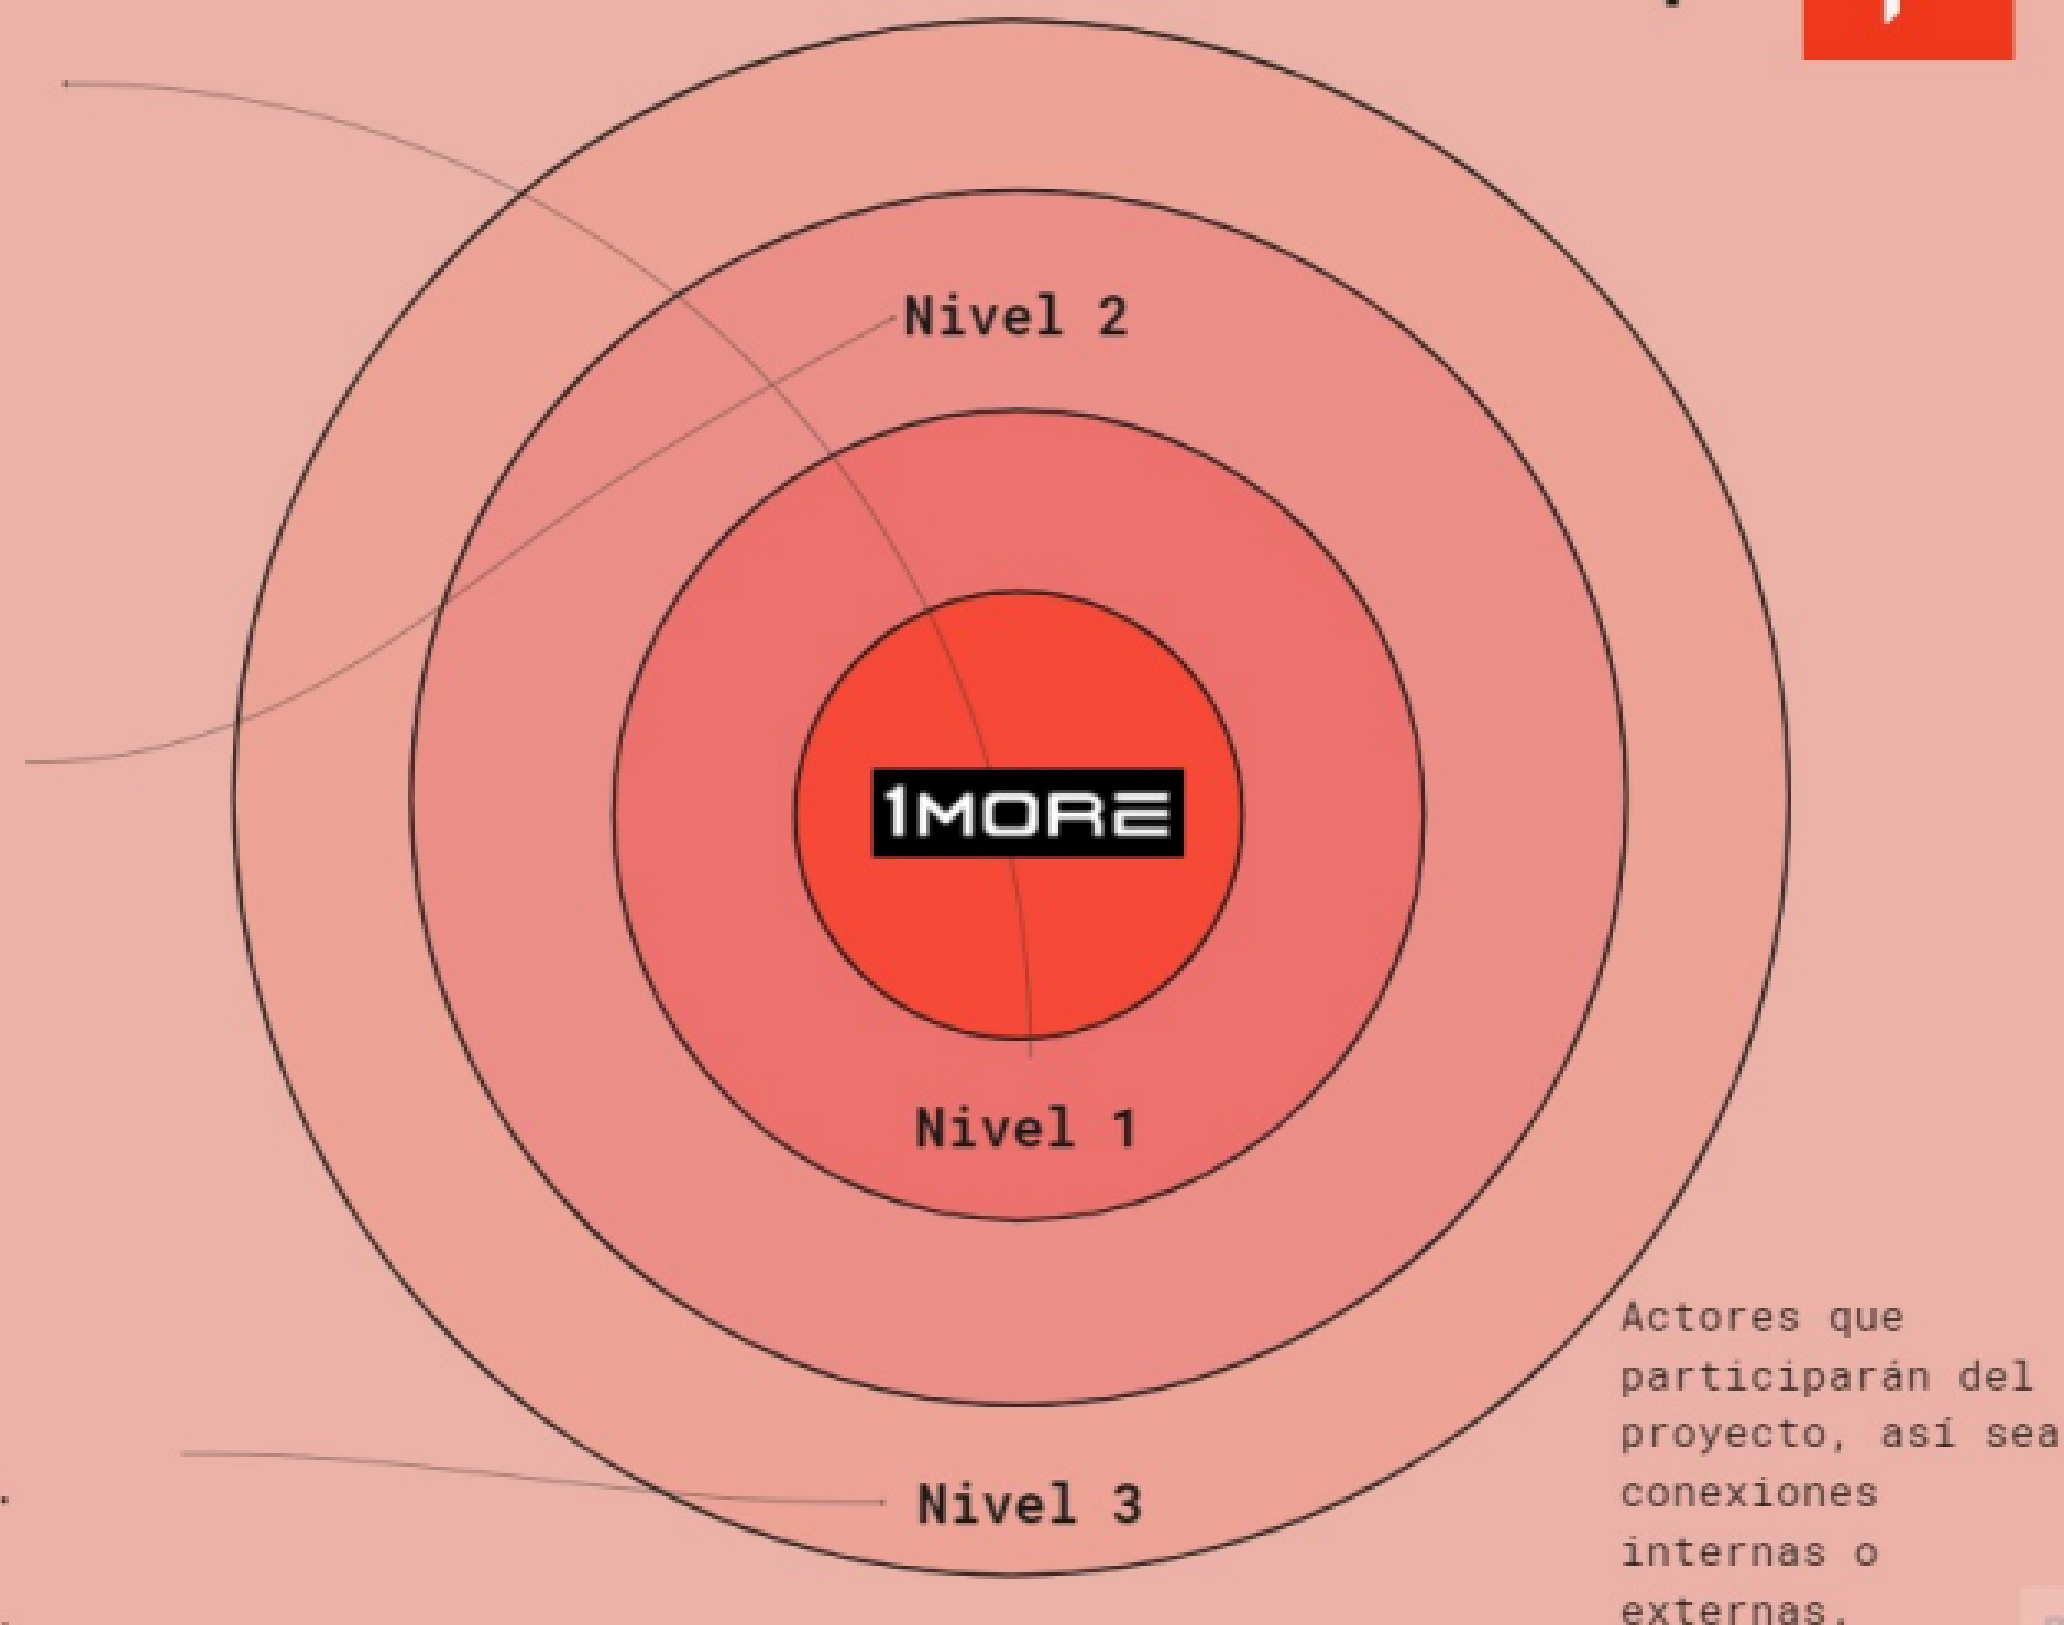 Nivel 2
1MORE
Nivel 1
Nivel 3
Actores que
participarán del
proyecto, así sea
conexiones
internas o
externas.